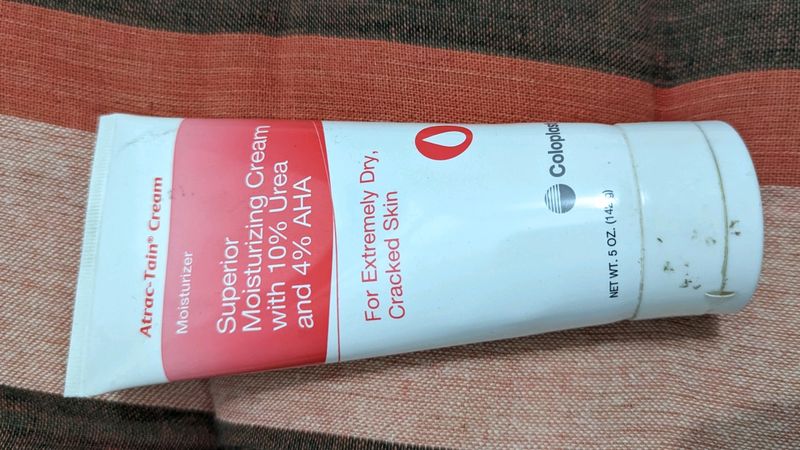 Atrac-Tain® Cream
Moisturizer
Superior
Moisturizing Cream
with 10% Urea
and 4% AHA
For Extremely Dry,
Cracked Skin
Coloplast
NET WT. 5 OZ. (142 g)